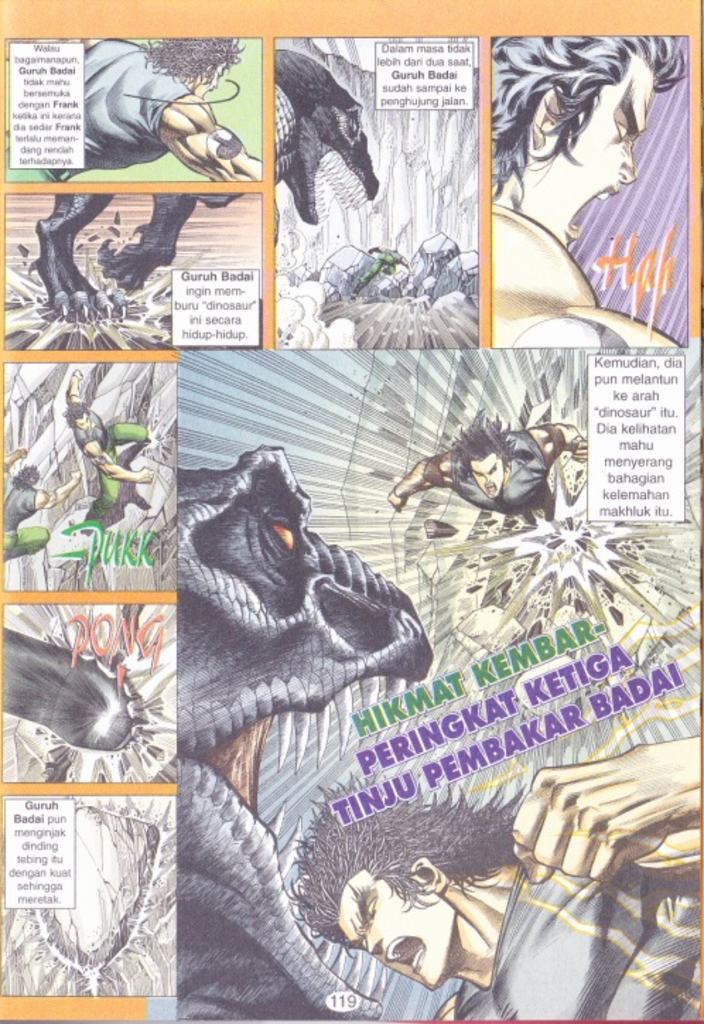 Walau
bagaimanapun,
Guruh Badai
tidak mahu
bersemuka
dengan Frank
ketika ini kerana
dia sedar Frank
terlalu meman-
dang rendah
terhadapnya.
Dalam masa tidak
lebih dari dua saat,
Guruh Badai
sudah sampai ke
penghujung jalan.
Hah
Guruh Badai
ingin mem-
buru "dinosaur"
ini secara
hidup-hidup.
Kemudian, dia
pun melantun
ke arah
"dinosaur" itu.
Dia kelihatan
mahu
menyerang
bahagian
kelemahan
makhluk itu.
PUKK
PONG
!
HIKMAT KEMBAR-
PERINGKAT KETIGA
TINJU PEMBAKAR BADAI
Guruh
Badai pun
menginjak
dinding
tebing itu
dengan kuat
sehingga
meretak.
119